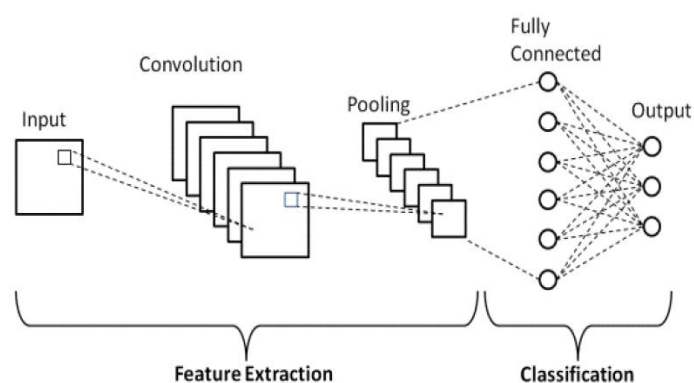 Input
Convolution
Pooling
Fully
Connected
Output
Feature Extraction
Classification